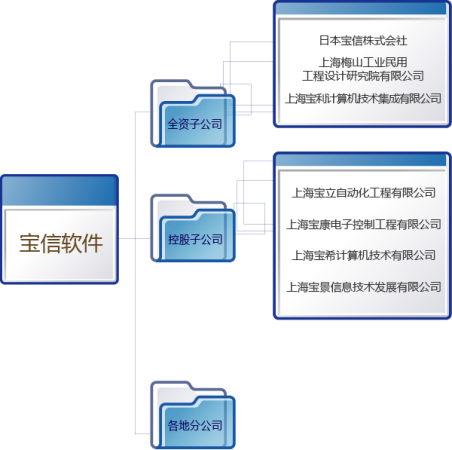 宝信软件
全资子公司
日本宝信株式会社
上海梅山工业民用
工程设计研究院有限公司
上海宝利计算机技术集成有限公司
控股子公司
上海宝立自动化工程有限公司
上海宝康电子控制工程有限公司
上海宝希计算机技术有限公司
上海宝景信息技术发展有限公司
各地分公司